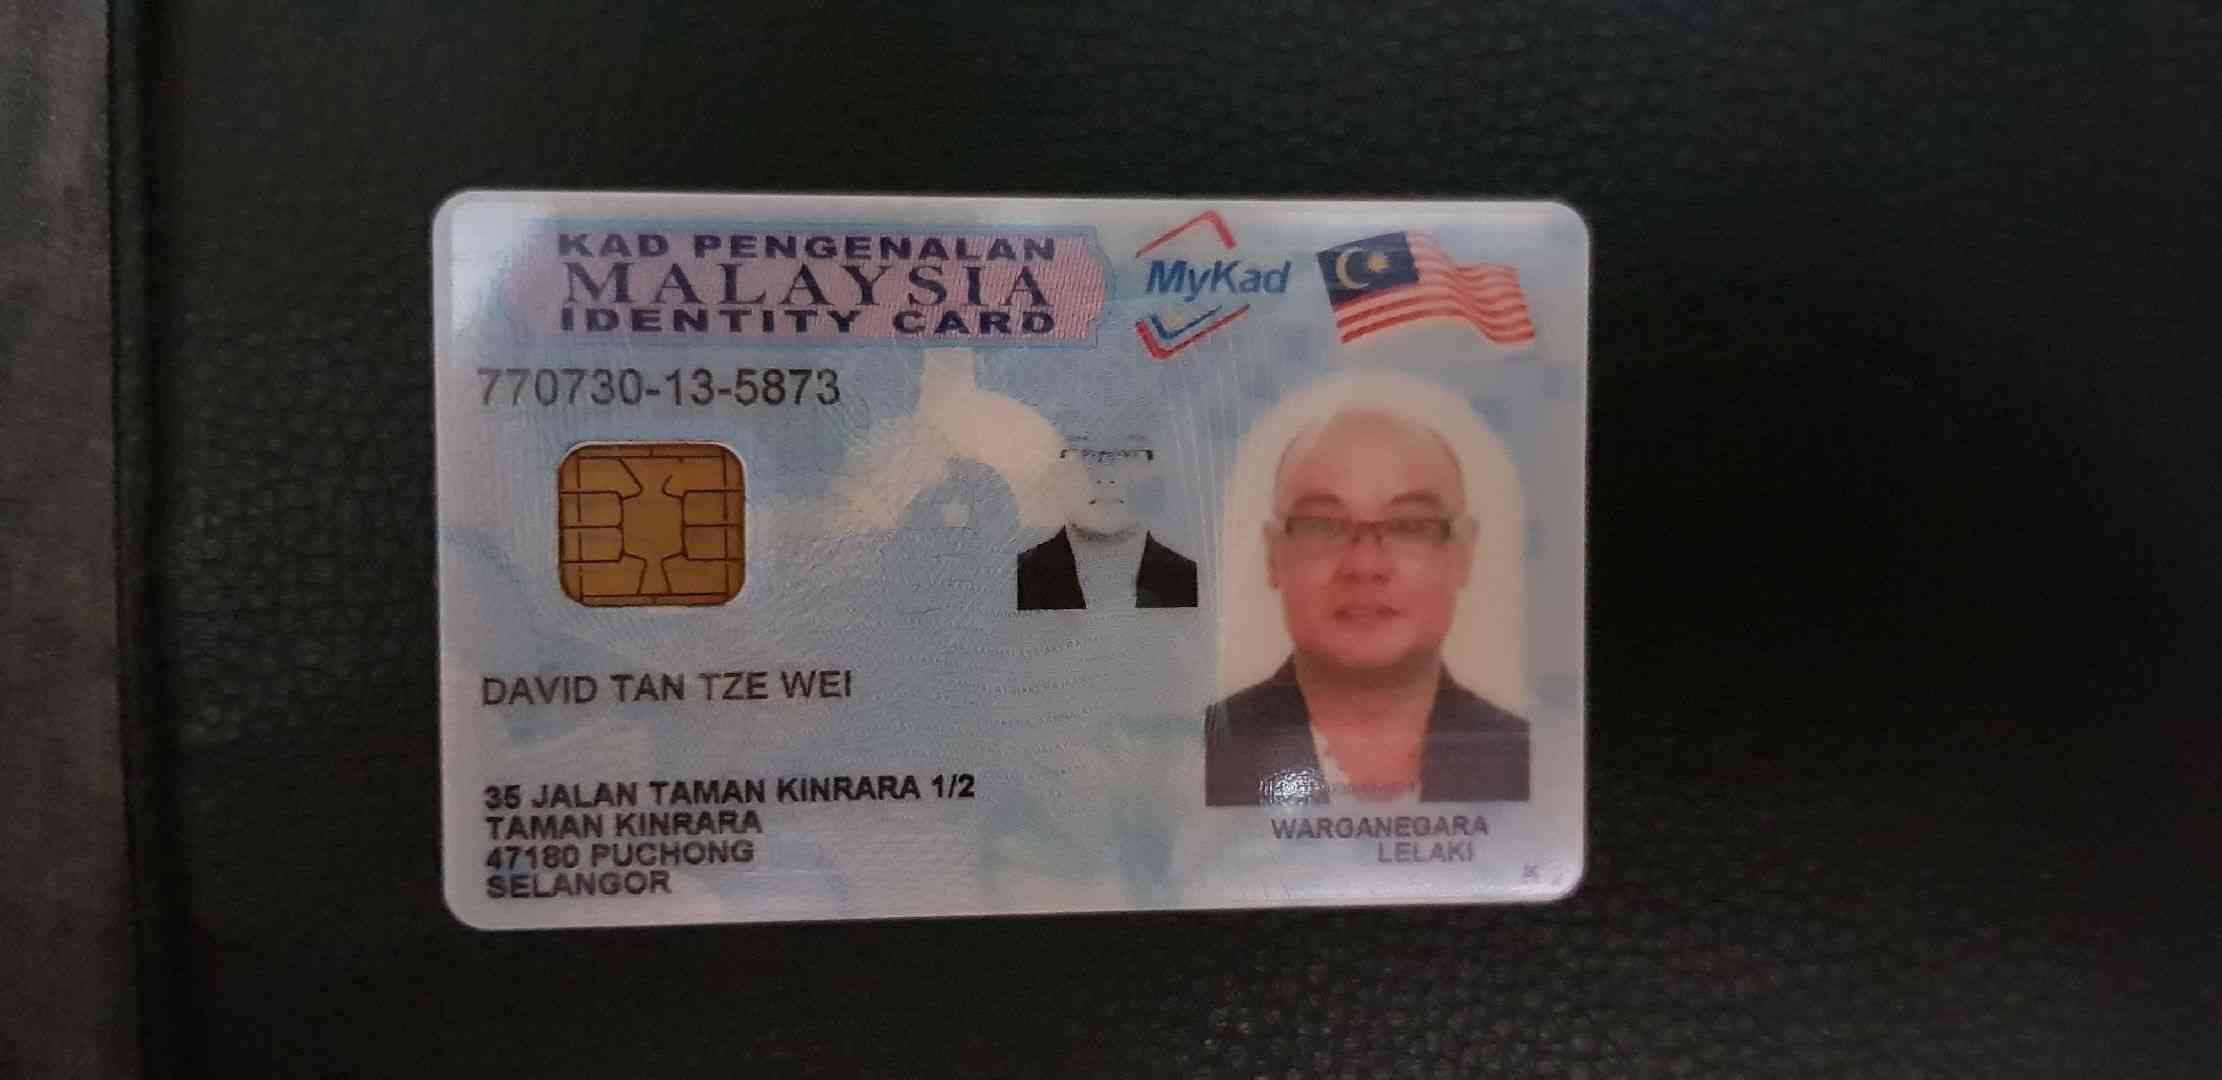 KAD PENGENALAN
MALAYSIA
IDENTITY CARD
MyKad
770730-13-5873
DAVID TAN TZE WEI
35 JALAN TAMAN KINRARA 1/2
TAMAN KINRARA
47180 PUCHONG
SELANGOR
WARGANEGARA
LELAKI